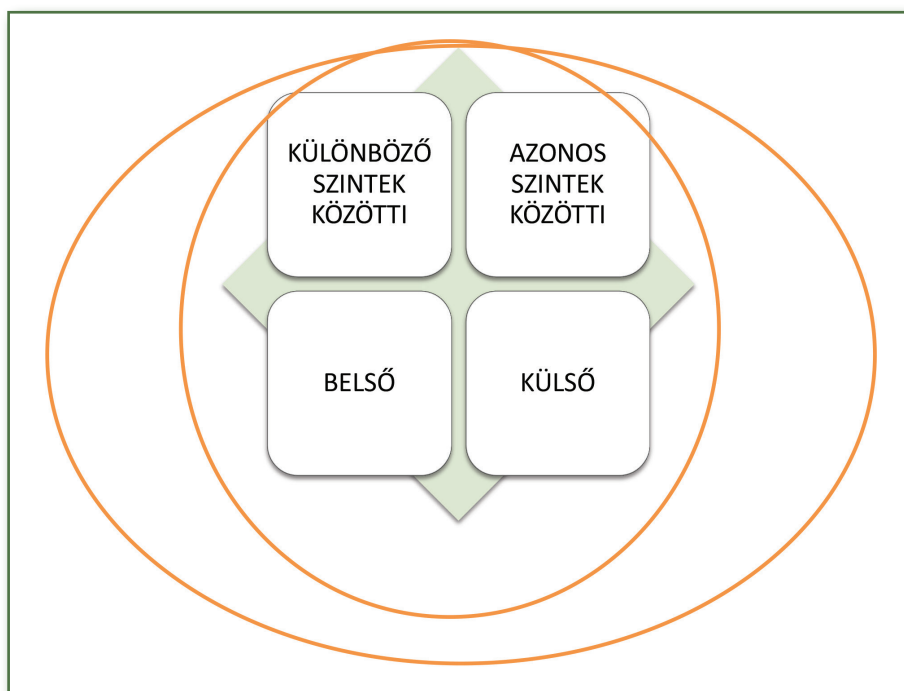 KÜLÖNBÖZŐ
SZINTEK
KÖZÖTTI
AZONOS
SZINTEK
KÖZÖTTI
BELSŐ
KÜLSŐ